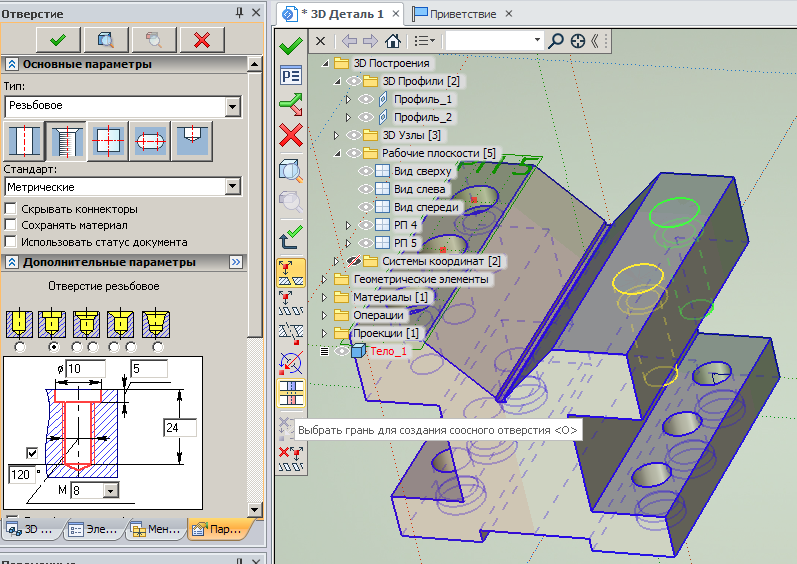 Отверстие
Основные параметры
Тип:
Резьбовое
Стандарт:
Метрические
Скрывать коннекторы
Сохранять материал
Использовать статус документа
Дополнительные параметры
Отверстие резьбовое
ø 10
5
24
120 °
M 8
3D ...
Эле...
Мен...
Пар...
* 3D Деталь 1
Приветствие
3D Построения
3D Профили [2]
Профиль_1
Профиль_2
3D Узлы [3]
Рабочие плоскости [5]
Вид сверху
Вид слева
Вид спереди
РП 4
РП 5
Системы координат [2]
Геометрические элементы
Материалы [1]
Операции
Проекции [1]
Тело_1
Выбрать грань для создания соосного отверстия <O>